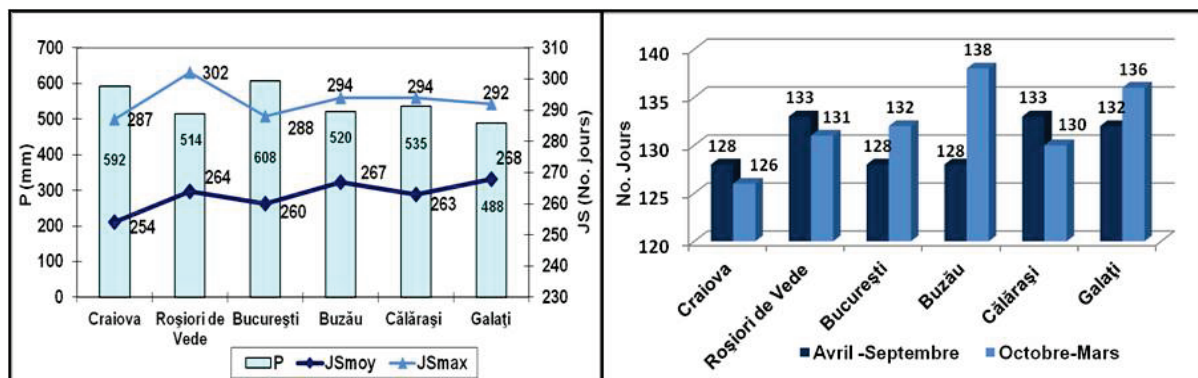 700
600
500
400
300
200
100
0
P (mm)
310
300
290
280
270
260
250
240
230
JS (No. jours)
287
302
288
294
294
292
592
514
608
520
535
488
254
264
260
267
263
268
Craiova
Roşiori de
Vede
Bucureşti
Buzău
Călăraşi
Galaţi
P
JSmoy
JSmax
140
135
130
125
120
No. Jours
128
126
133
131
128
132
128
138
133
130
132
136
Craiova
Roşiori de Vede
Bucureşti
Buzău
Călăraşi
Galaţi
Avril -Septembre
Octobre-Mars